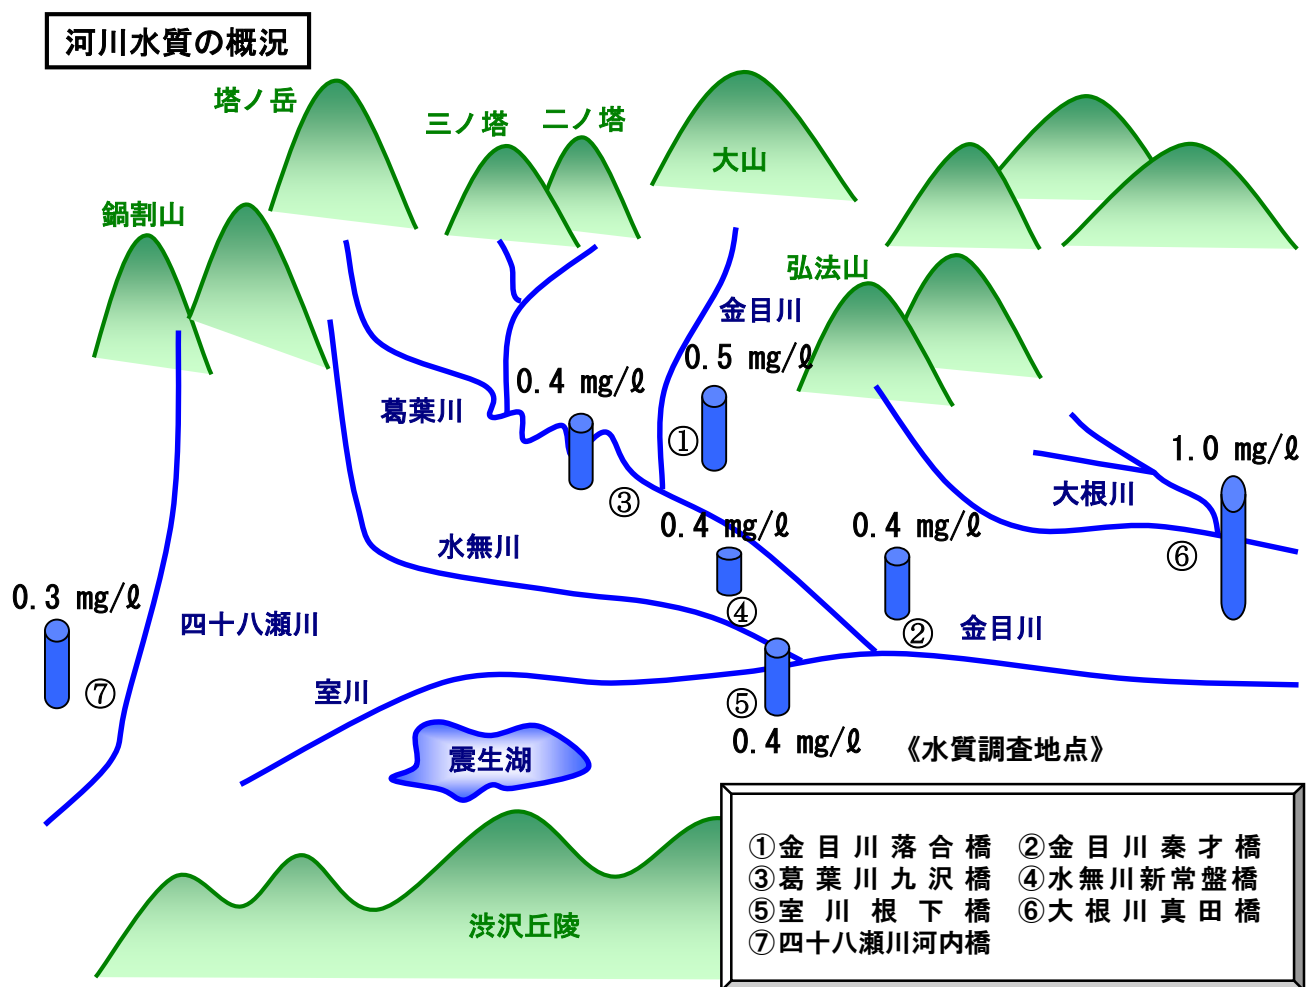 河川水質の概況
塔ノ岳
三ノ塔
二ノ塔
大山
鍋割山
弘法山
金目川
0.5 mg/ℓ
0.4 mg/ℓ
葛葉川
①
1.0 mg/ℓ
③
大根川
0.4 mg/ℓ
0.4 mg/ℓ
水無川
⑥
0.3 mg/ℓ
四十八瀬川
④
②
金目川
室川
⑦
⑤
0.4 mg/ℓ
《水質調査地点》
震生湖
①金目川落合橋 ②金目川秦才橋
③葛葉川九沢橋 ④水無川新常盤橋
⑤室川根下橋 ⑥大根川真田橋
⑦四十八瀬川河内橋
渋沢丘陵